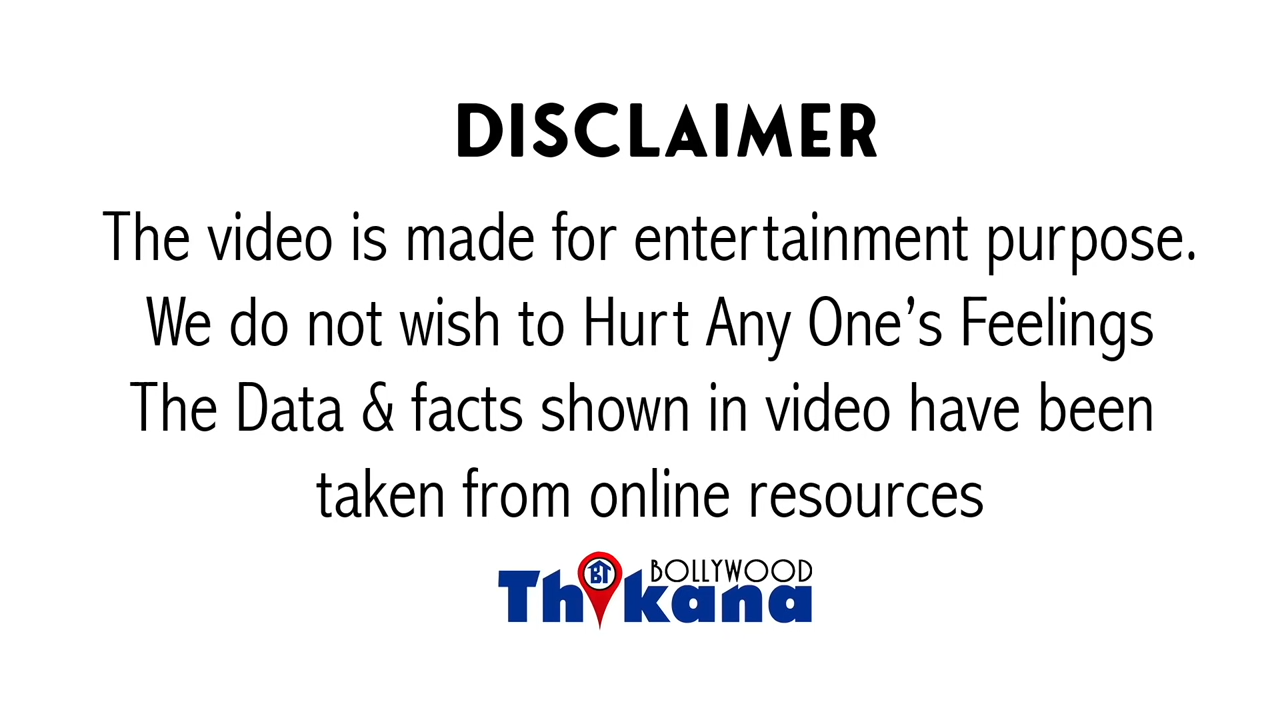 DISCLAIMER
The video is made for entertainment purpose.
We do not wish to Hurt Any One’s Feelings
The Data & facts shown in video have been
taken from online resources
BT
BOLLYWOOD
Thikana